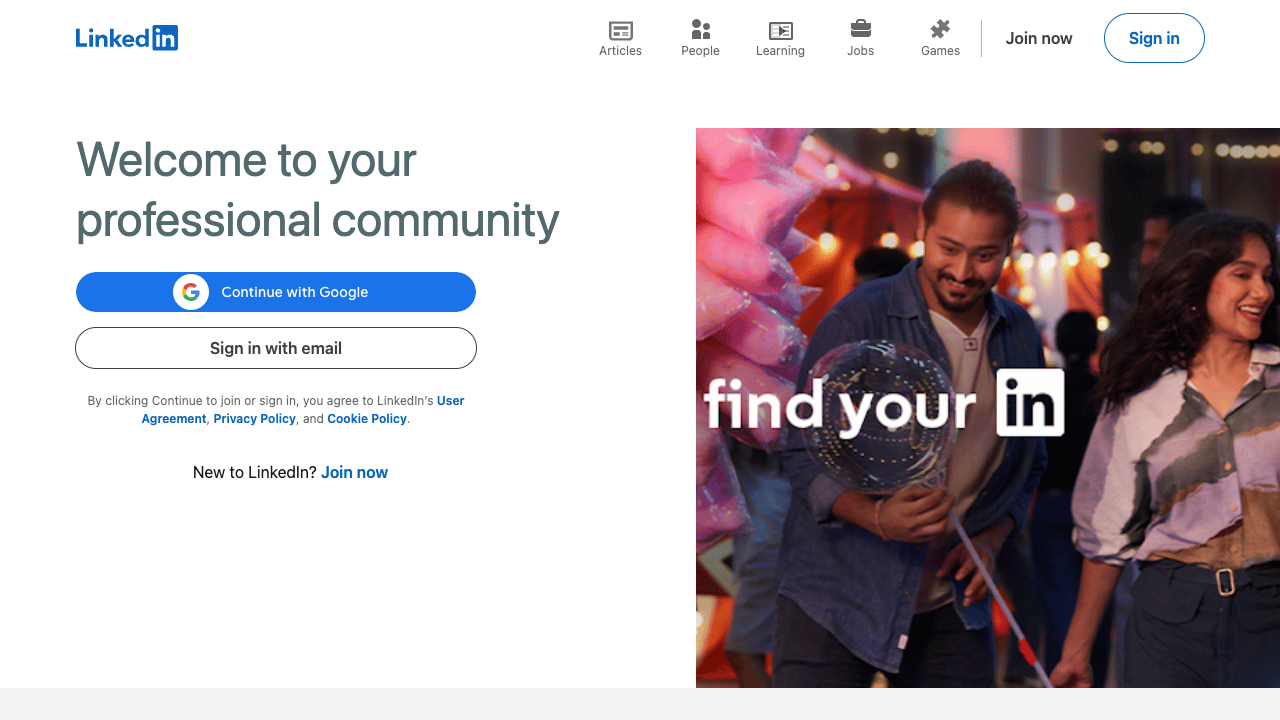 Linked in
Articles
People
Learning
Jobs
Games
Join now
Sign in
Welcome to your
professional community
Continue with Google
Sign in with email
By clicking Continue to join or sign in, you agree to LinkedIn’s User
Agreement, Privacy Policy, and Cookie Policy.
New to LinkedIn? Join now
find your in